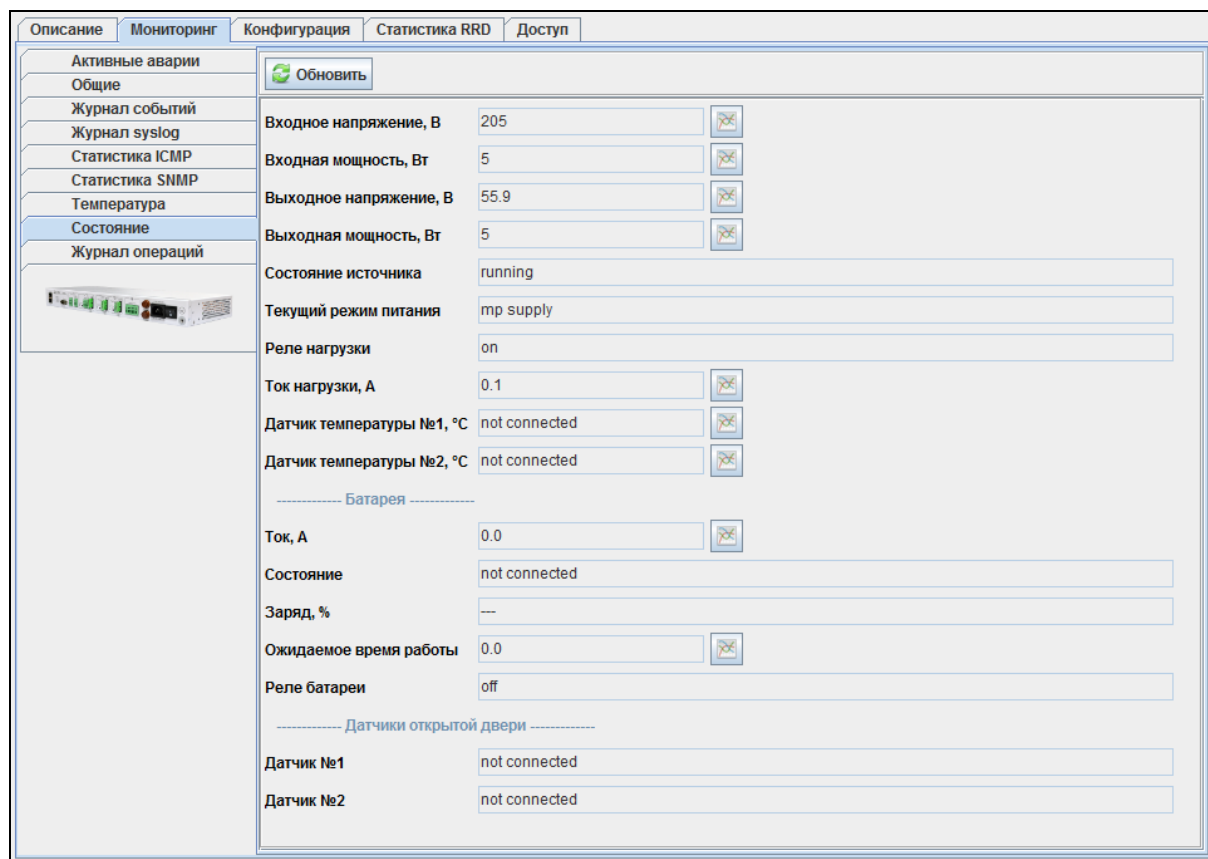 Описание Мониторинг Конфигурация Статистика RRD Доступ
Активные аварии
Общие
Журнал событий
Журнал syslog
Статистика ICMP
Статистика SNMP
Температура
Состояние
Журнал операций
Обновить
Входное напряжение, В 205
Входная мощность, Вт 5
Выходное напряжение, В 55.9
Выходная мощность, Вт 5
Состояние источника running
Текущий режим питания mp supply
Реле нагрузки on
Ток нагрузки, А 0.1
Датчик температуры №1, °C not connected
Датчик температуры №2, °C not connected
------------- Батарея -------------
Ток, А 0.0
Состояние not connected
Заряд, % ---
Ожидаемое время работы 0.0
Реле батареи off
------------- Датчики открытой двери -------------
Датчик №1 not connected
Датчик №2 not connected